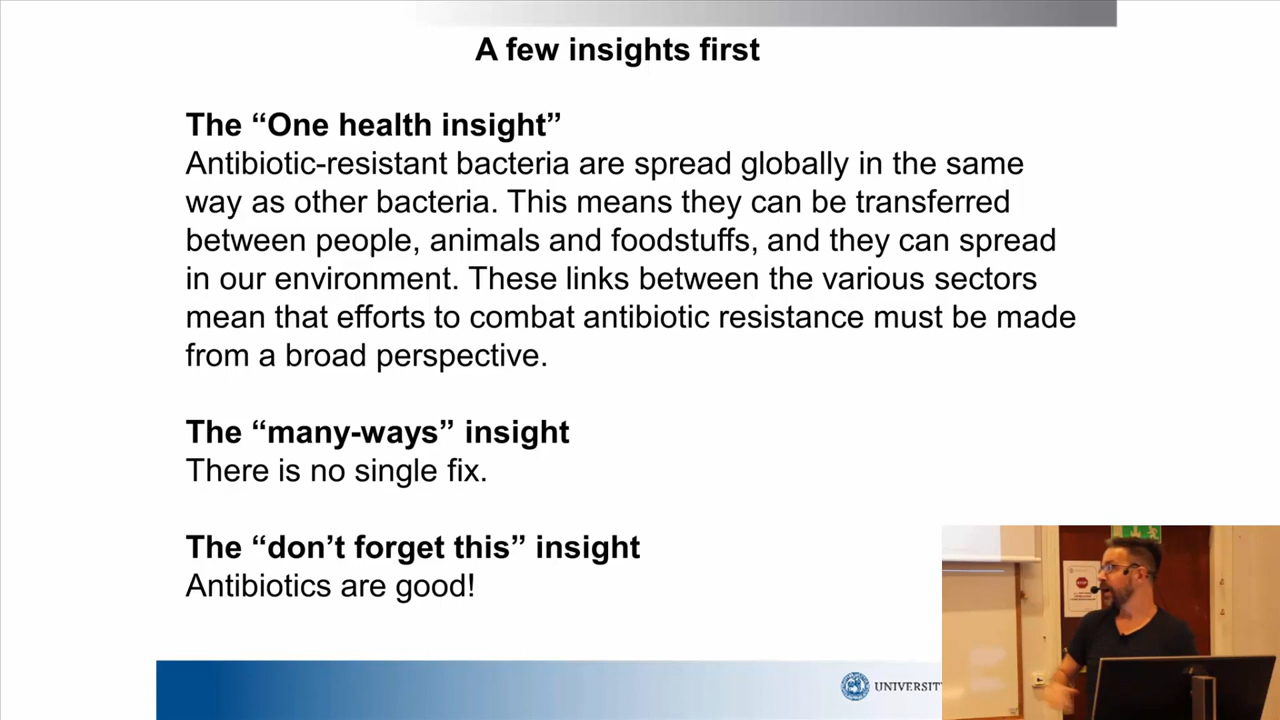 A few insights first
The “One health insight”
Antibiotic-resistant bacteria are spread globally in the same
way as other bacteria. This means they can be transferred
between people, animals and foodstuffs, and they can spread
in our environment. These links between the various sectors
mean that efforts to combat antibiotic resistance must be made
from a broad perspective.
The “many-ways” insight
There is no single fix.
The “don’t forget this” insight
Antibiotics are good!
STOP
UNIVERSITY